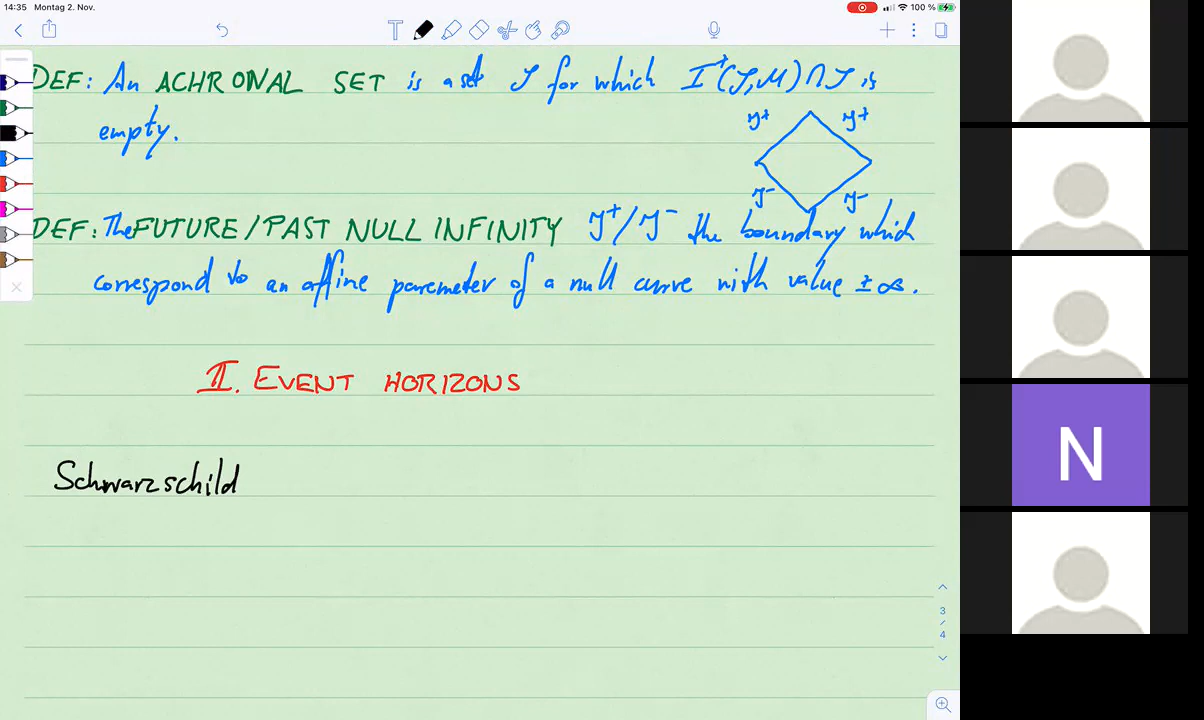 14:35 Montag 2. Nov.
100 %
DEF: An ACHRONAL SET is a set 𝒮 for which I⁺(𝒮,M) ∩ 𝒮 is
empty.
𝒥⁺ 𝒥⁺
𝒥⁻ 𝒥⁻
DEF: The FUTURE/PAST NULL INFINITY 𝒥⁺/𝒥⁻ the boundary which
correspond to an affine paremeter of a null curve with value ±∞.
II. EVENT HORIZONS
Schwarzschild
3
/
4
N